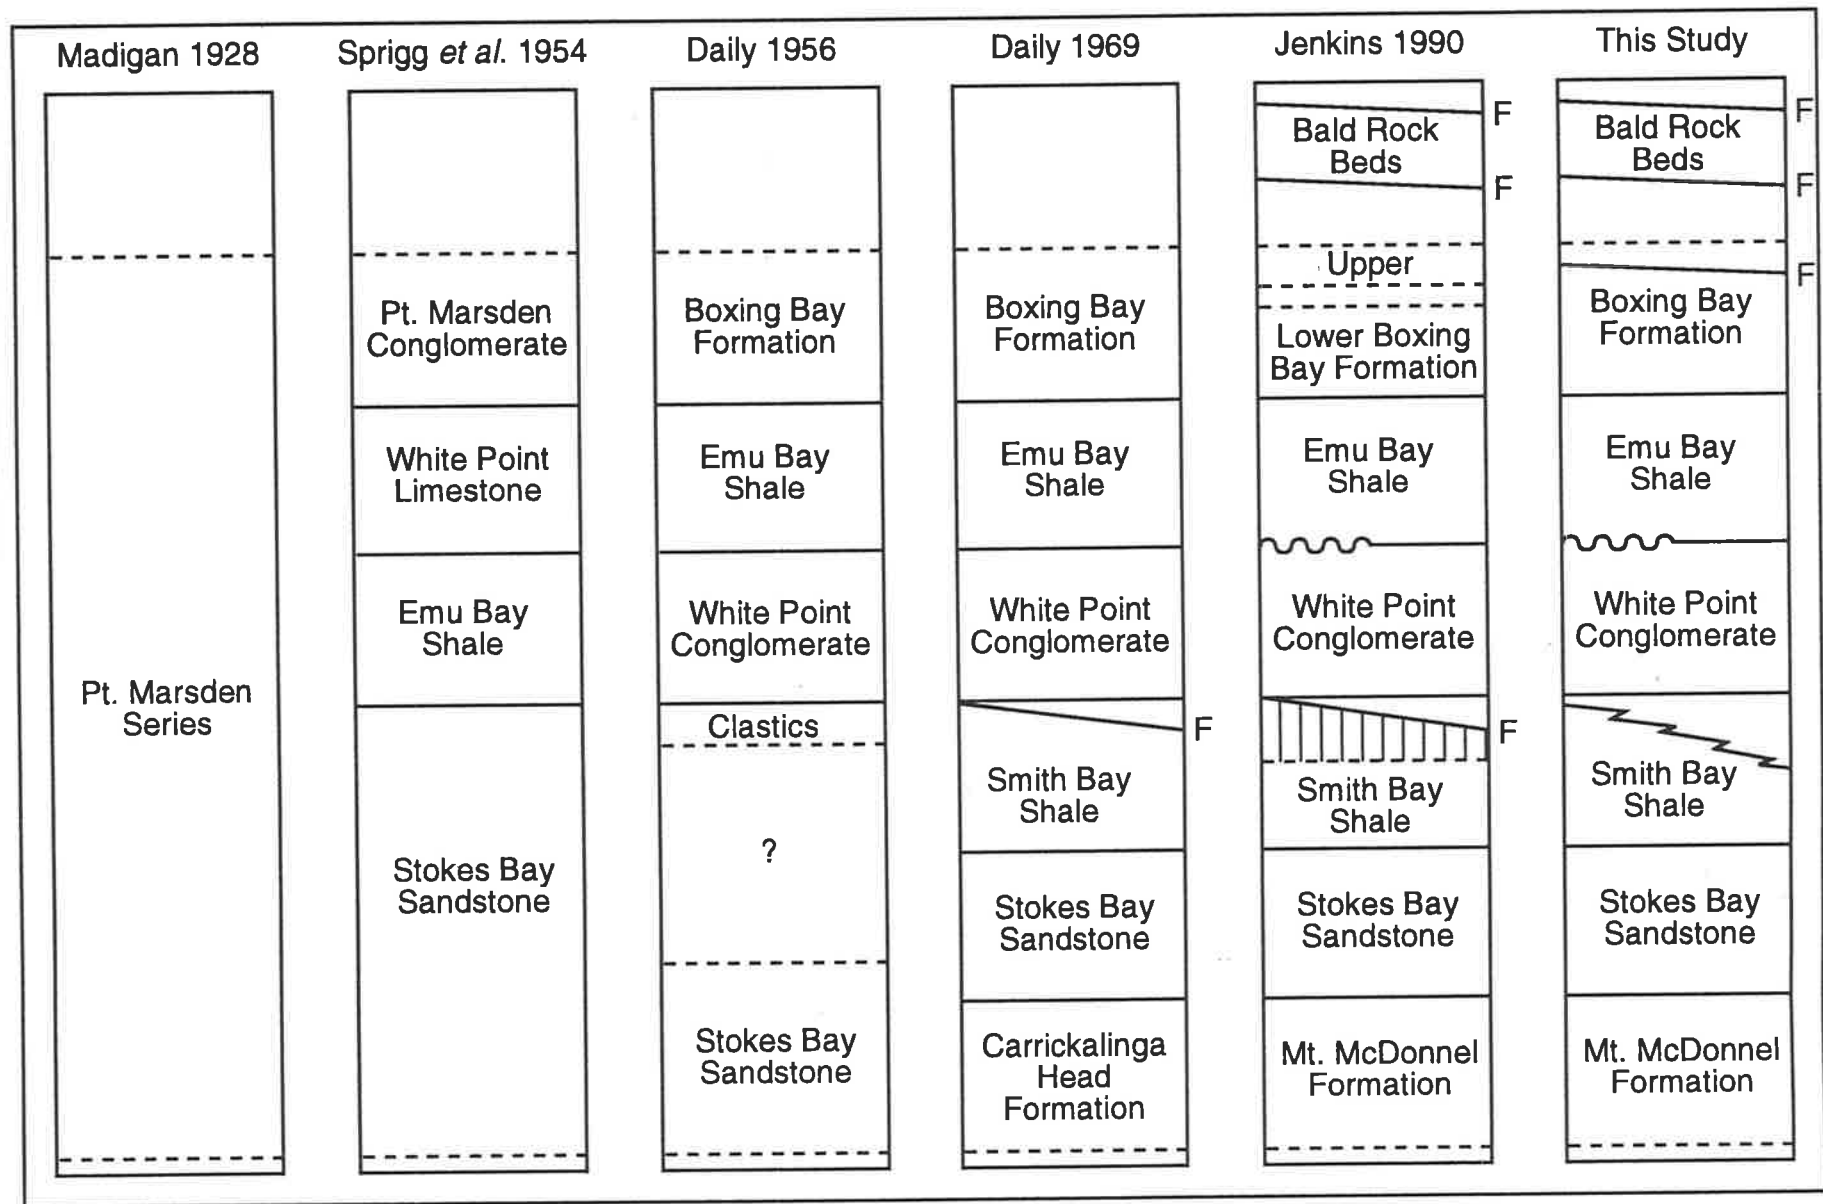 Madigan 1928
Pt. Marsden
Series
Sprigg et al. 1954
Pt. Marsden
Conglomerate
White Point
Limestone
Emu Bay
Shale
Stokes Bay
Sandstone
Daily 1956
Boxing Bay
Formation
Emu Bay
Shale
White Point
Conglomerate
Clastics
?
Stokes Bay
Sandstone
Daily 1969
Boxing Bay
Formation
Emu Bay
Shale
White Point
Conglomerate
F
Smith Bay
Shale
Stokes Bay
Sandstone
Carrickalinga
Head
Formation
Jenkins 1990
F
Bald Rock
Beds
F
Upper
Lower Boxing
Bay Formation
Emu Bay
Shale
White Point
Conglomerate
F
Smith Bay
Shale
Stokes Bay
Sandstone
Mt. McDonnel
Formation
This Study
F
Bald Rock
Beds
F
F
Boxing Bay
Formation
Emu Bay
Shale
White Point
Conglomerate
Smith Bay
Shale
Stokes Bay
Sandstone
Mt. McDonnel
Formation